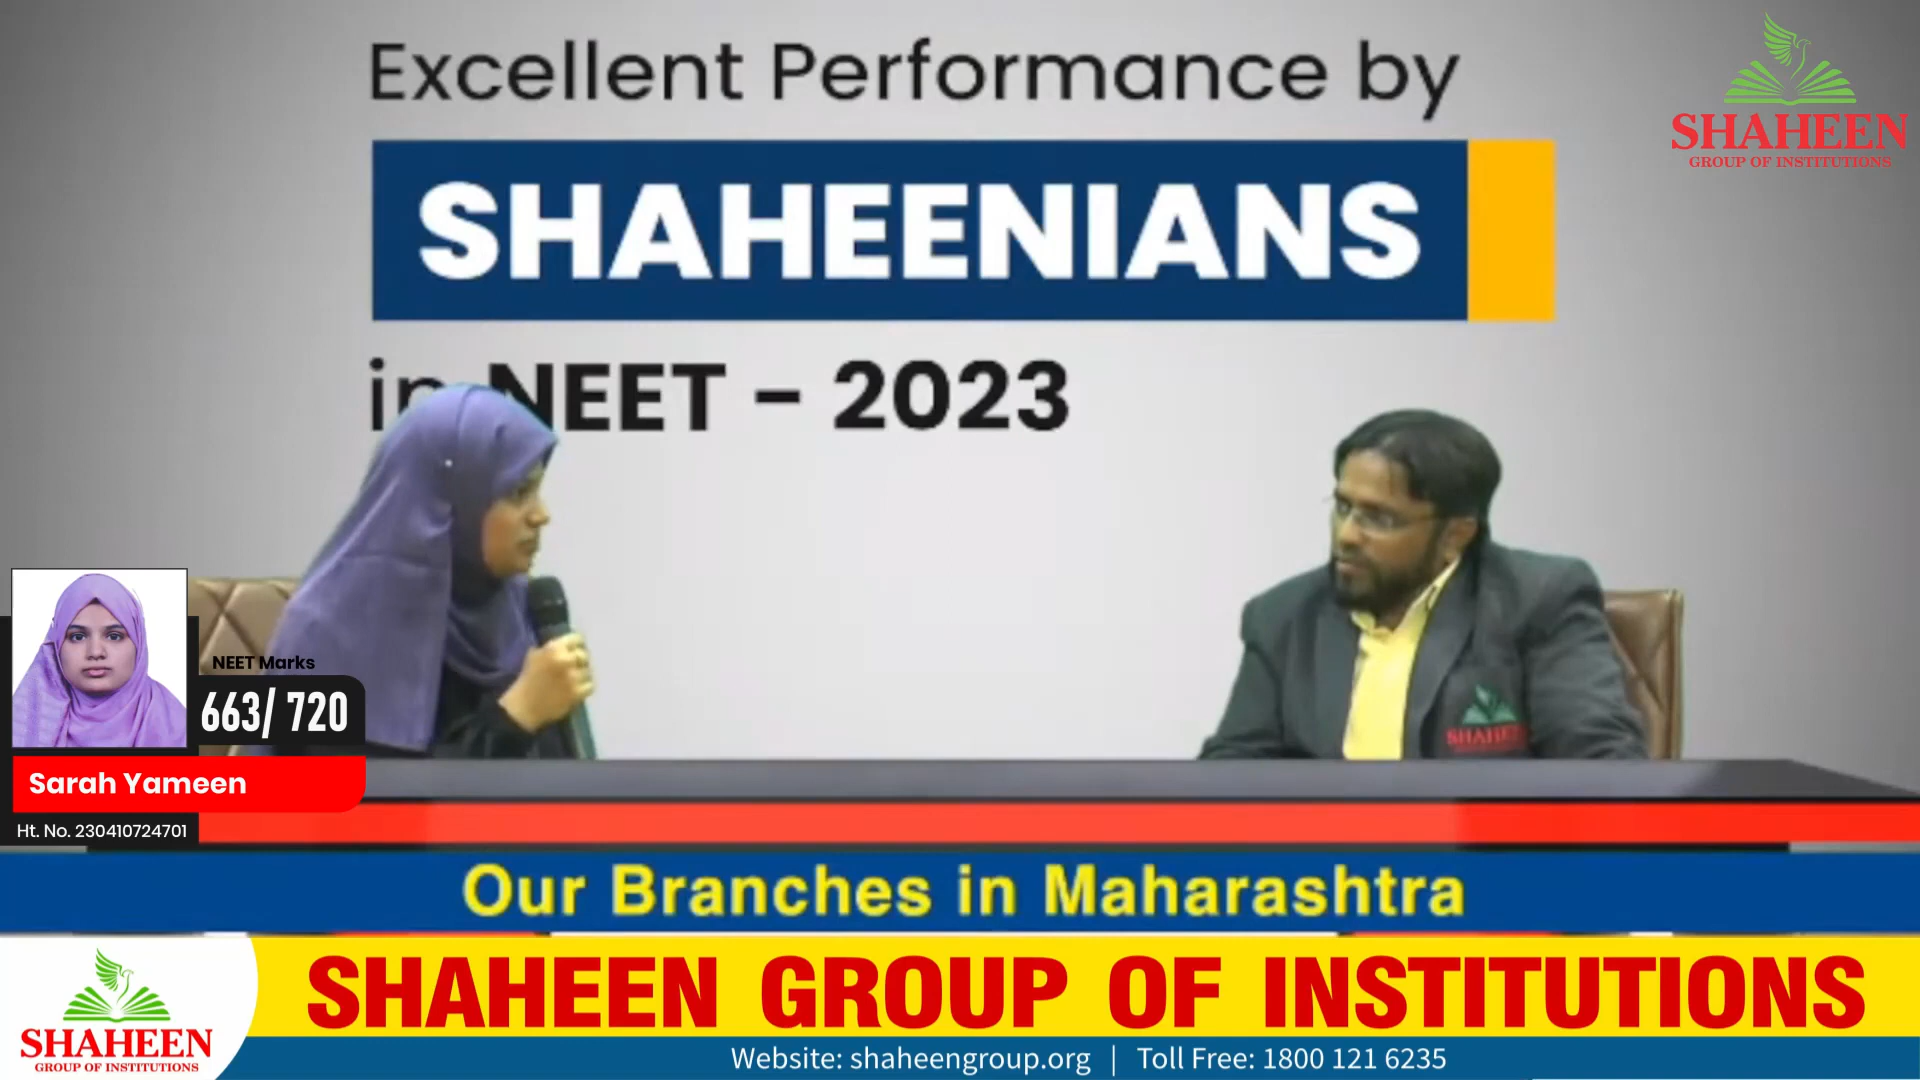 Excellent Performance by
SHAHEENIANS
in NEET - 2023
SHAHEEN
GROUP OF INSTITUTIONS
NEET Marks
663/ 720
Sarah Yameen
Ht. No. 230410724701
SHAHEEN
Our Branches in Maharashtra
SHAHEEN GROUP OF INSTITUTIONS
SHAHEEN
GROUP OF INSTITUTIONS
Website: shaheengroup.org | Toll Free: 1800 121 6235